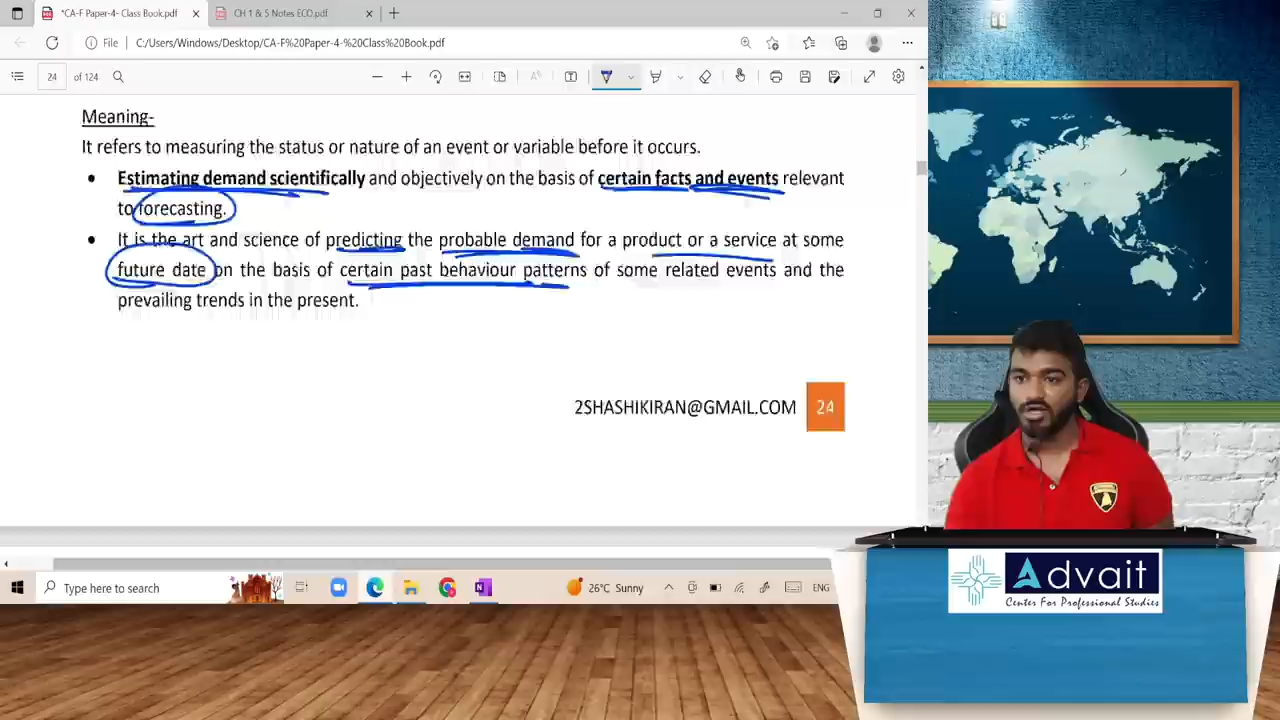 *CA-F Paper-4- Class Book.pdf
CH 1 & 5 Notes ECO.pdf
File
C:/Users/Windows/Desktop/CA-F%20Paper-4-%20Class%20Book.pdf
24 of 124
Meaning-
It refers to measuring the status or nature of an event or variable before it occurs.
• Estimating demand scientifically and objectively on the basis of certain facts and events relevant
to forecasting.
• It is the art and science of predicting the probable demand for a product or a service at some
future date on the basis of certain past behaviour patterns of some related events and the
prevailing trends in the present.
2SHASHIKIRAN@GMAIL.COM 24
Type here to search
26°C Sunny
ENG
Advait
Center For Professional Studies